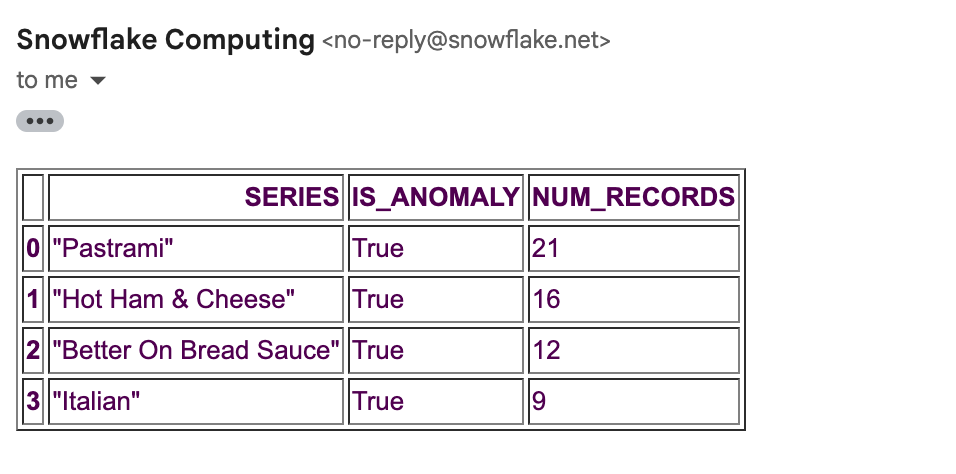 Snowflake Computing <no-reply@snowflake.net>
to me
SERIES IS_ANOMALY NUM_RECORDS
0 "Pastrami" True 21
1 "Hot Ham & Cheese" True 16
2 "Better On Bread Sauce" True 12
3 "Italian" True 9